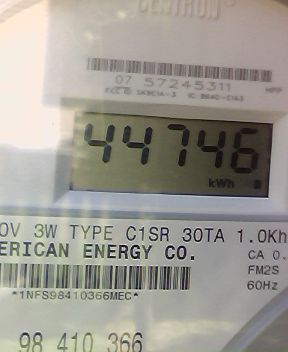 CENTRON®
07 57245311
44746
kWh
0V 3W TYPE C1SR 30TA 1.0Kh
ERICAN ENERGY CO.
CA 0.
FM2S
60Hz
*1NFS98410366MEC*
98 410 366